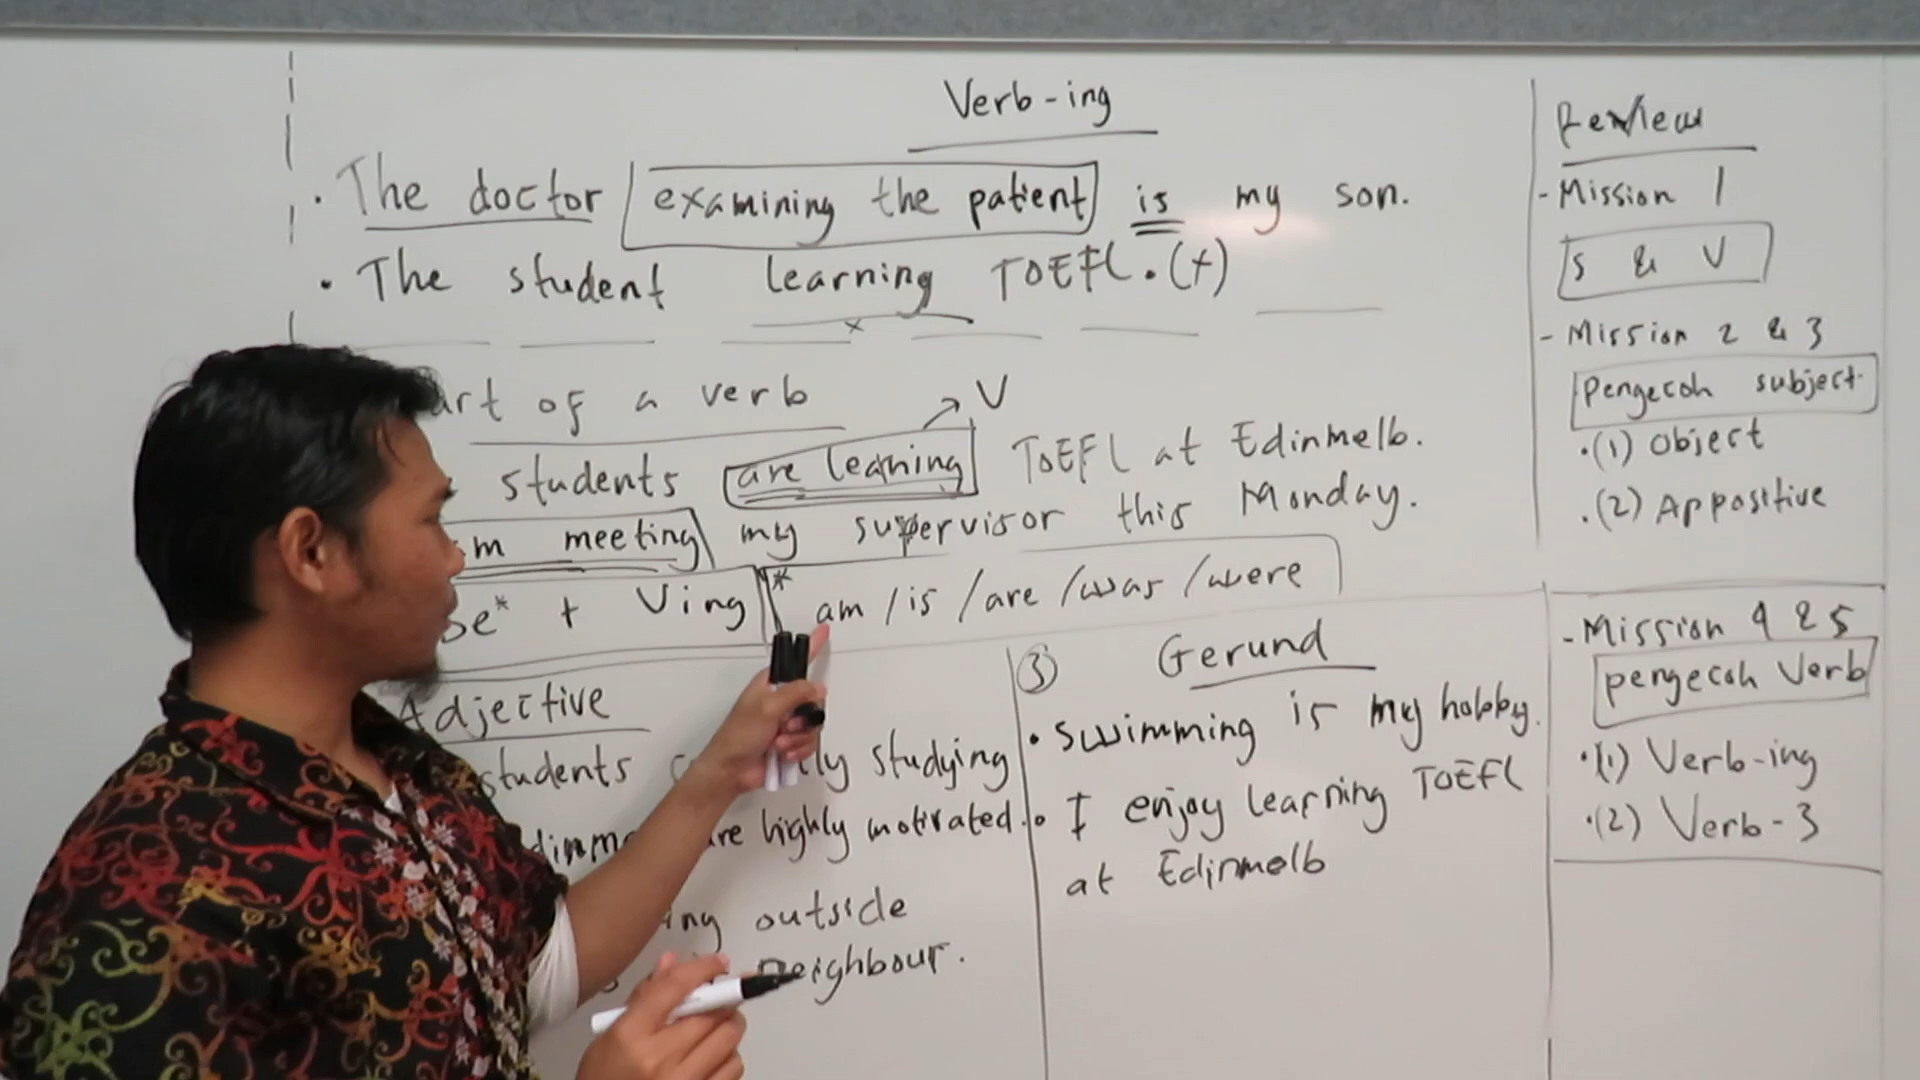 Verb-ing
• The doctor examining the patient is my son.
• The student learning TOEFL. (x)
art of a verb
V
students are learning TOEFL at Edinmelb.
m meeting my supervisor this Monday.
Be* + Ving
* am / is / are / was / were
Adjective
students studying
are highly motivated.
outside
neighbour.
③ Gerund
• Swimming is my hobby.
• I enjoy learning TOEFL
at Edinmelb
Review
- Mission 1
S & V
- Mission 2 & 3
Pengecoh subject
• (1) Object
• (2) Appositive
- Mission 4 & 5
pengecoh Verb
• (1) Verb-ing
• (2) Verb-3